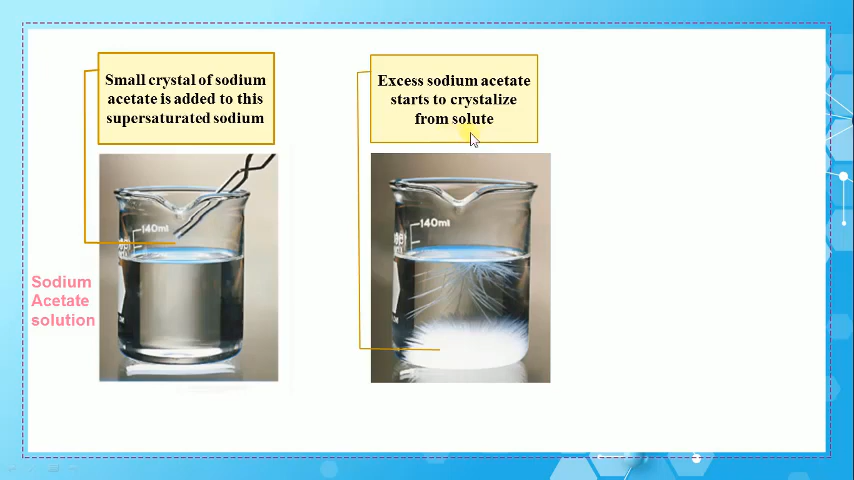 Small crystal of sodium
acetate is added to this
supersaturated sodium
Excess sodium acetate
starts to crystalize
from solute
140ml
140ml
Sodium
Acetate
solution